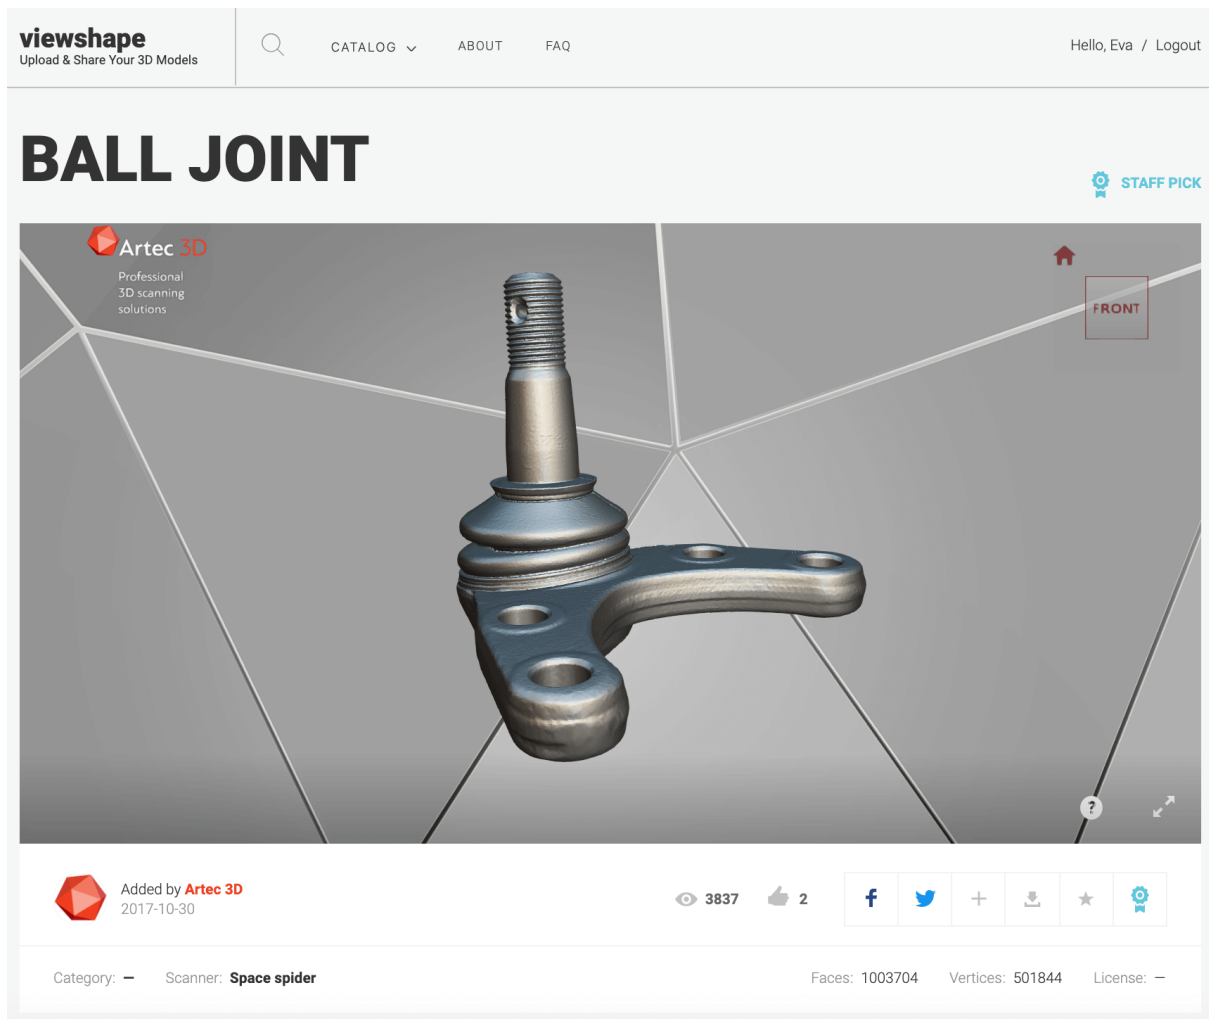 viewshape
Upload & Share Your 3D Models
CATALOG
ABOUT
FAQ
Hello, Eva / Logout
BALL JOINT
STAFF PICK
Artec 3D
Professional
3D scanning
solutions
FRONT
?
Added by Artec 3D
2017-10-30
3837
2
Category: —
Scanner: Space spider
Faces: 1003704
Vertices: 501844
License: —